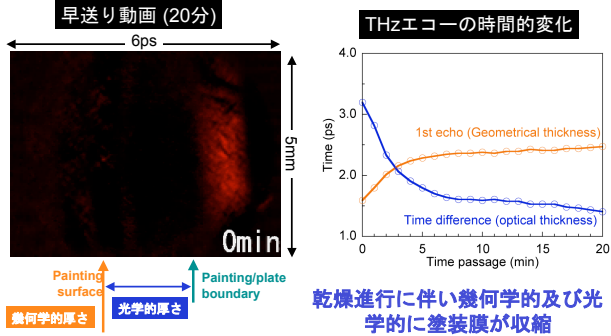 早送り動画 (20分)
6ps
5mm
0min
Painting
surface
Painting/plate
boundary
幾何学的厚さ
光学的厚さ
THzエコーの時間的変化
4.0
3.0
2.0
1.0
Time (ps)
1st echo (Geometrical thickness)
Time difference (optical thickness)
0
5
10
15
20
Time passage (min)
乾燥進行に伴い幾何学的及び光
学的に塗装膜が収縮